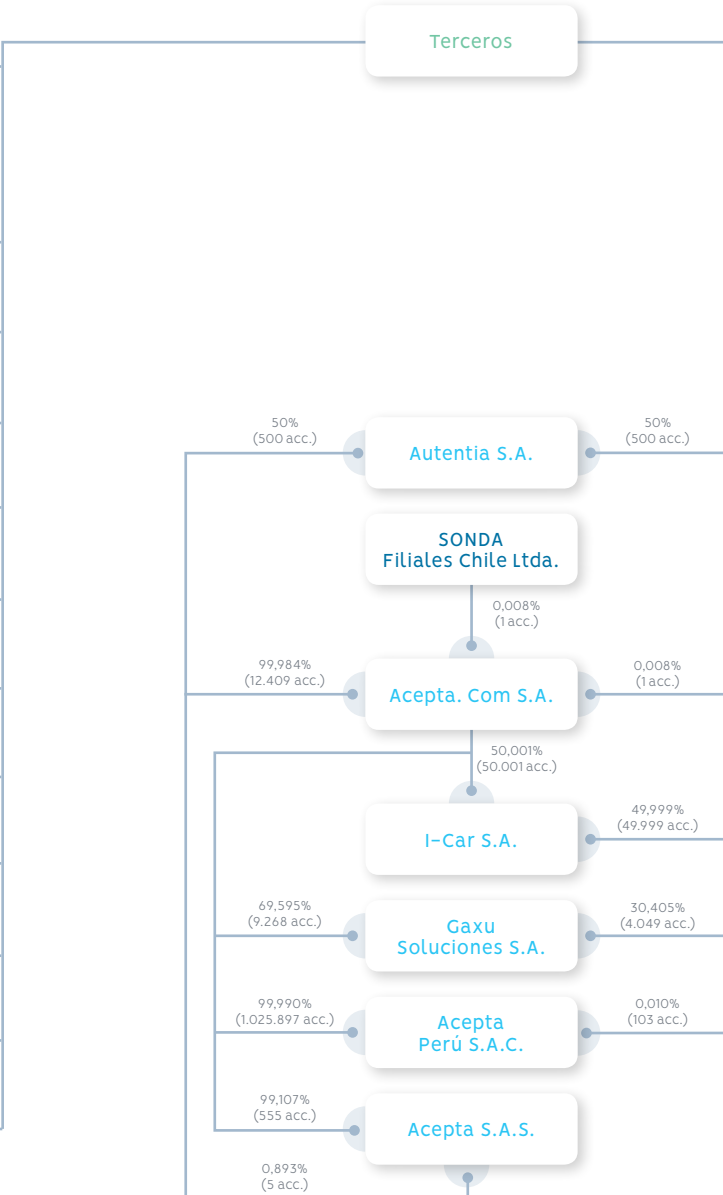 Terceros
50%
(500 acc.)
Autentia S.A.
50%
(500 acc.)
SONDA
Filiales Chile Ltda.
0,008%
(1 acc.)
99,984%
(12.409 acc.)
Acepta. Com S.A.
0,008%
(1 acc.)
50,001%
(50.001 acc.)
I-Car S.A.
49,999%
(49.999 acc.)
69,595%
(9.268 acc.)
Gaxu
Soluciones S.A.
30,405%
(4.049 acc.)
99,990%
(1.025.897 acc.)
Acepta
Perú S.A.C.
0,010%
(103 acc.)
99,107%
(555 acc.)
Acepta S.A.S.
0,893%
(5 acc.)